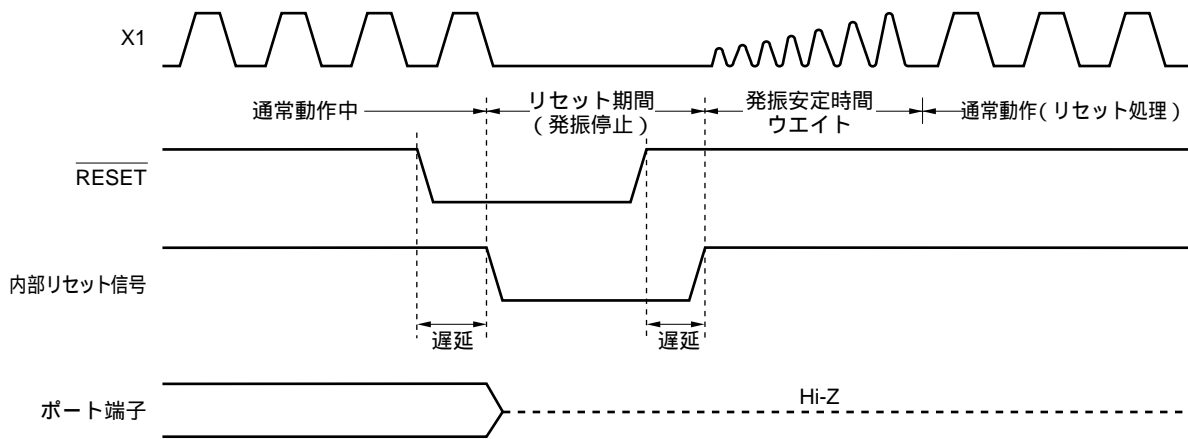 X1
通常動作中
リセット期間
(発振停止)
発振安定時間
ウエイト
通常動作(リセット処理)
RESET
内部リセット信号
遅延
遅延
ポート端子
Hi-Z